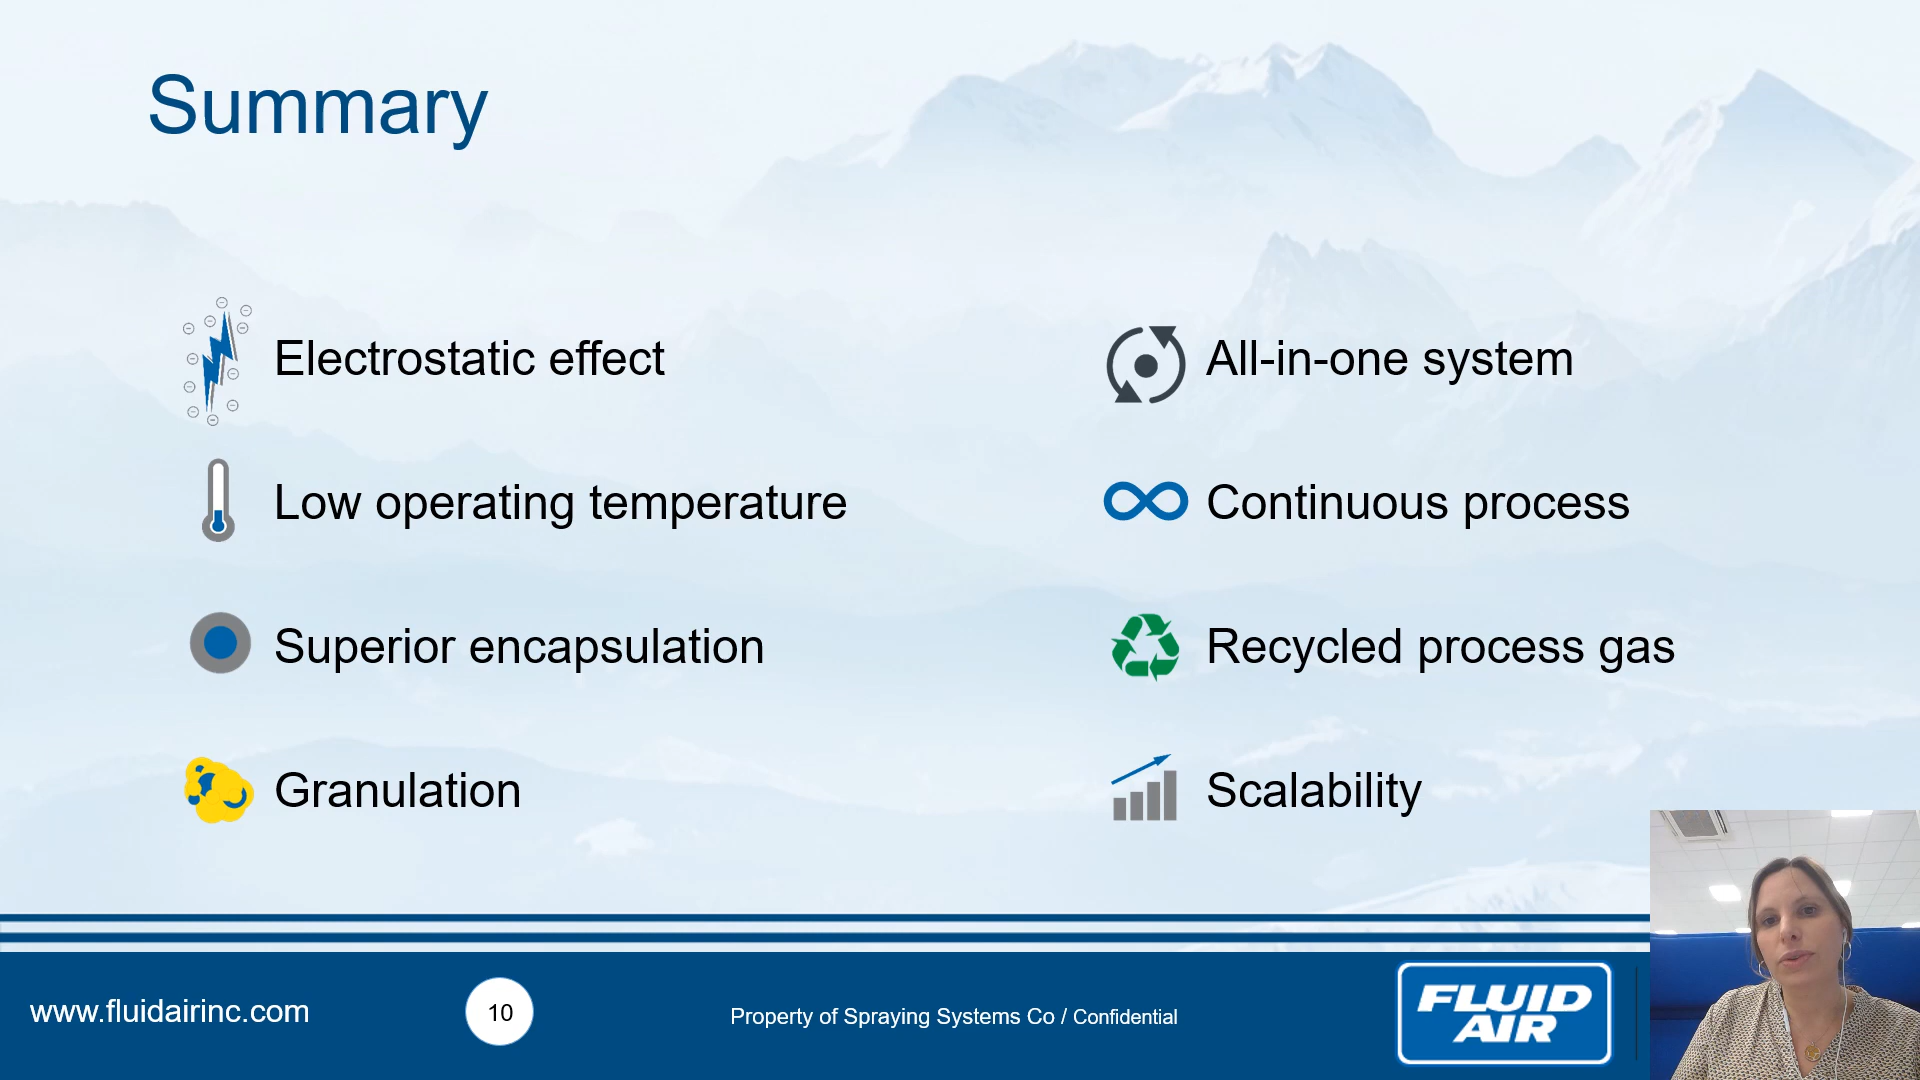 Summary
Electrostatic effect
Low operating temperature
Superior encapsulation
Granulation
All-in-one system
Continuous process
Recycled process gas
Scalability
www.fluidairinc.com
10
Property of Spraying Systems Co / Confidential
FLUID
AIR